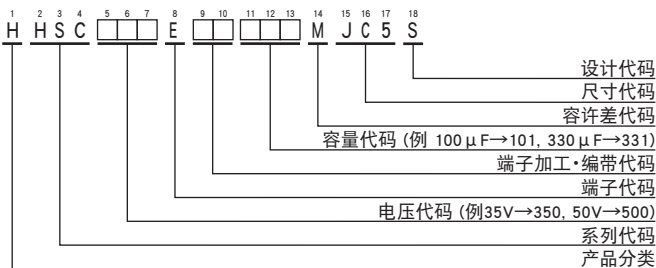 1 2 3 4 5 6 7 8 9 10 11 12 13 14 15 16 17 18
H HSC □□□ E □□ □□□ M JC5 S
设计代码
尺寸代码
容许差代码
容量代码 (例 100μF→101, 330μF→331)
端子加工・编带代码
端子代码
电压代码 (例35V→350, 50V→500)
系列代码
产品分类